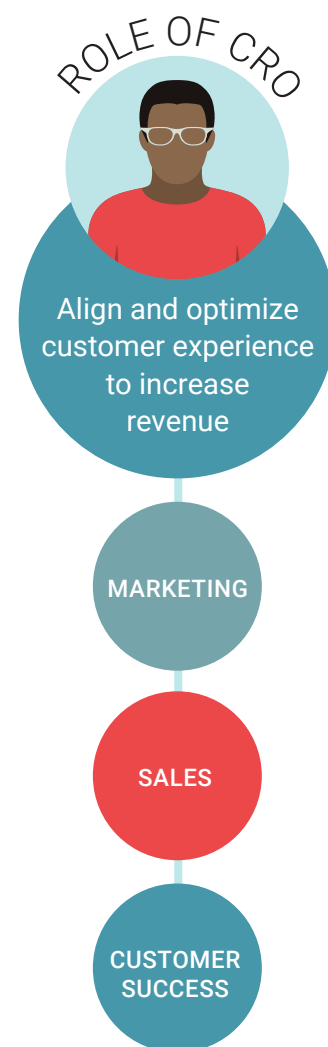 ROLE OF CRO
Align and optimize
customer experience
to increase
revenue
MARKETING
SALES
CUSTOMER
SUCCESS